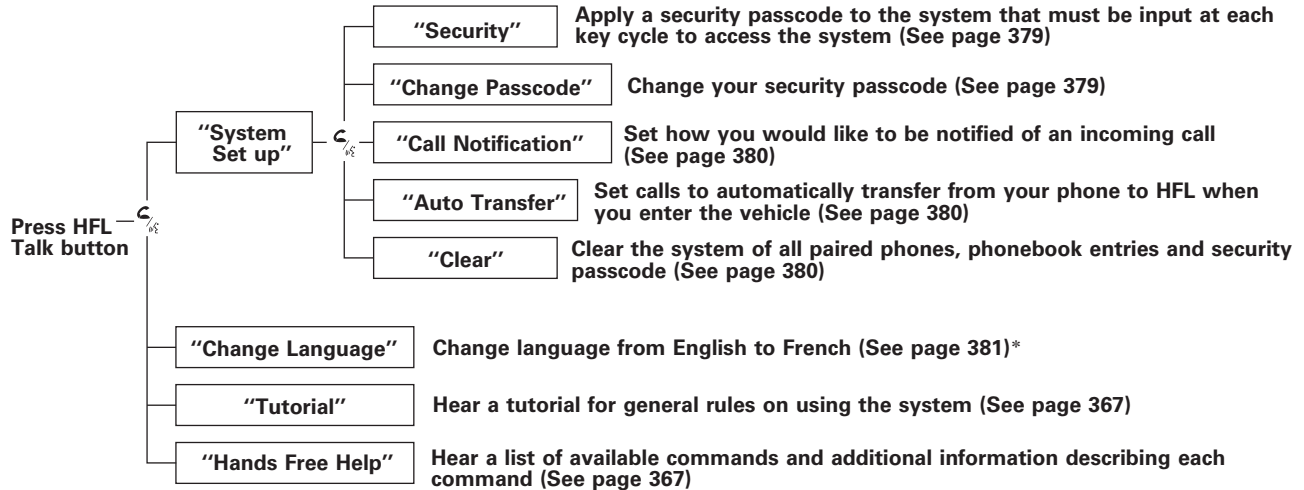 "Security"
Apply a security passcode to the system that must be input at each
key cycle to access the system (See page 379)
"Change Passcode"
Change your security passcode (See page 379)
"System
Set up"
"Call Notification"
Set how you would like to be notified of an incoming call
(See page 380)
"Auto Transfer"
Set calls to automatically transfer from your phone to HFL when
you enter the vehicle (See page 380)
Press HFL
Talk button
"Clear"
Clear the system of all paired phones, phonebook entries and security
passcode (See page 380)
"Change Language"
Change language from English to French (See page 381)*
"Tutorial"
Hear a tutorial for general rules on using the system (See page 367)
"Hands Free Help"
Hear a list of available commands and additional information describing each
command (See page 367)